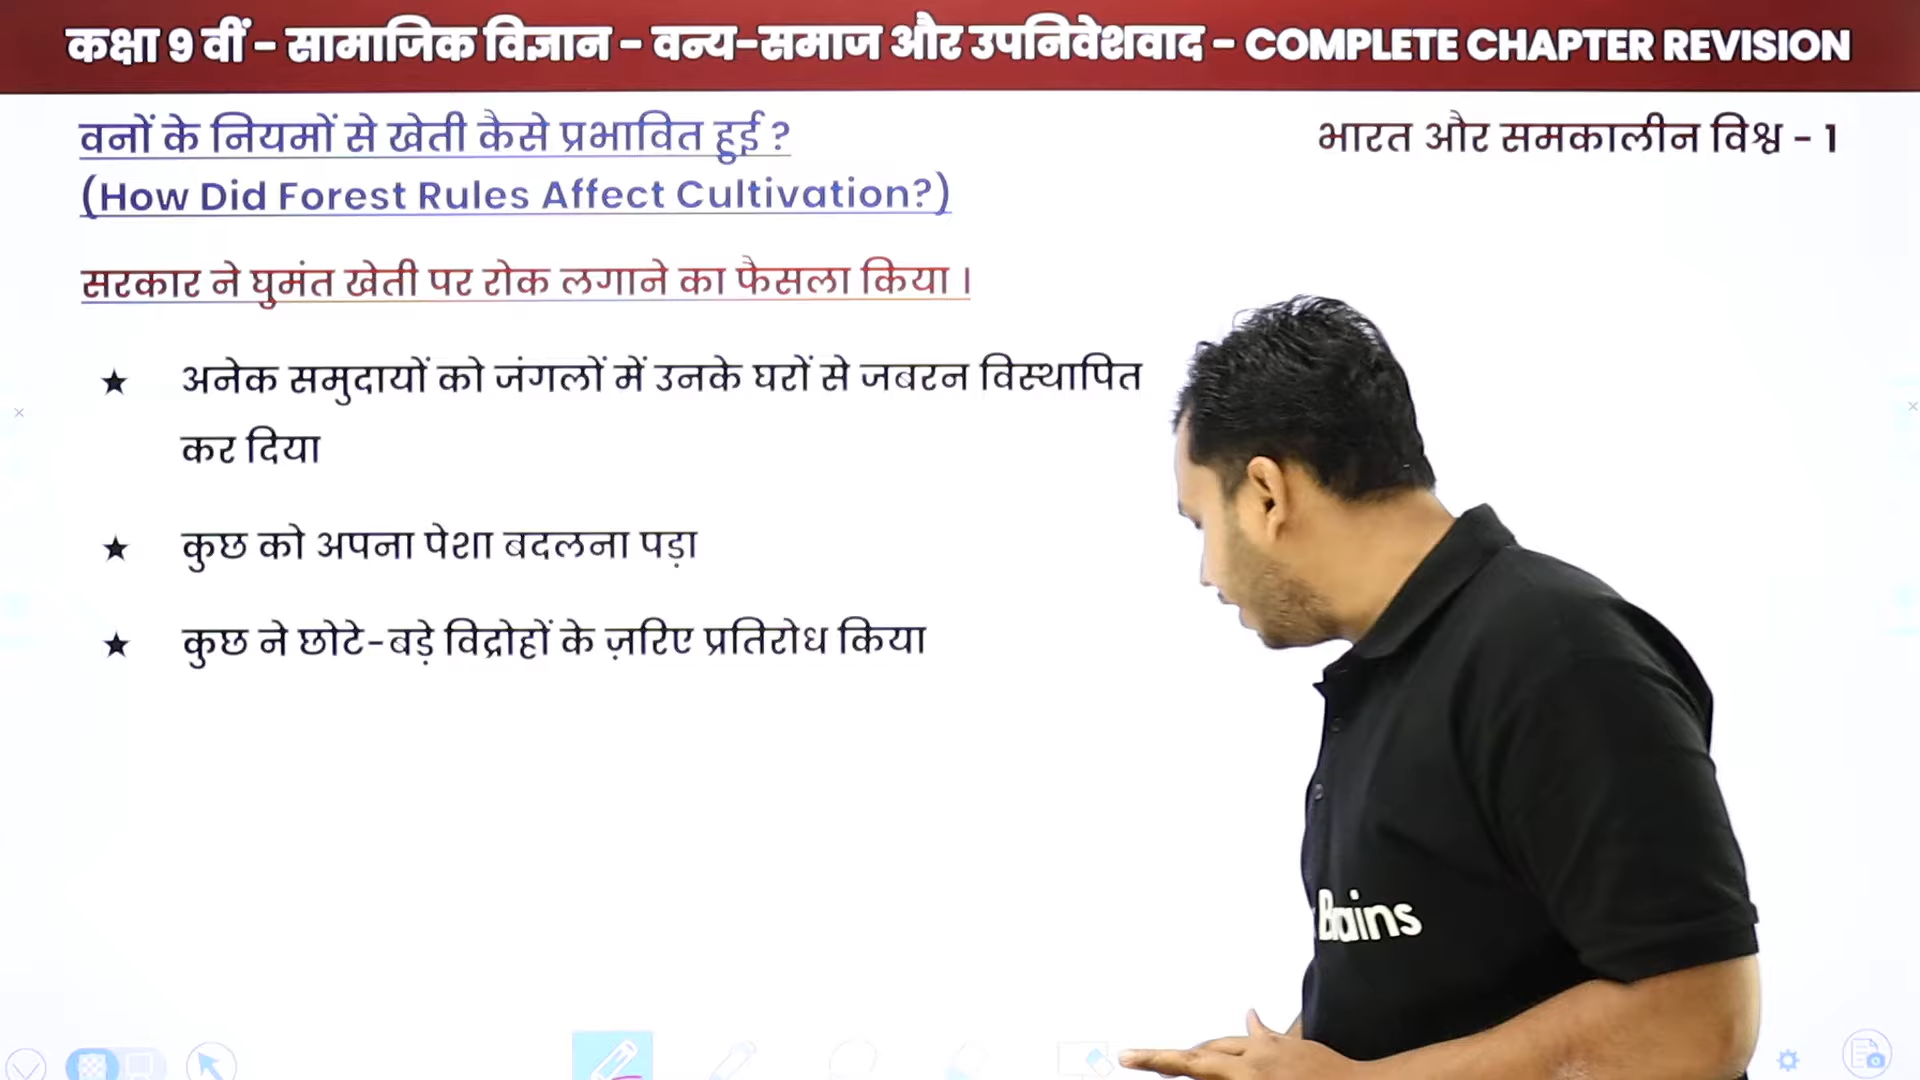 कक्षा 9 वीं - सामाजिक विज्ञान - वन्य-समाज और उपनिवेशवाद - COMPLETE CHAPTER REVISION
वनों के नियमों से खेती कैसे प्रभावित हुई ?
भारत और समकालीन विश्व - 1
(How Did Forest Rules Affect Cultivation?)
सरकार ने घुमंत खेती पर रोक लगाने का फैसला किया ।
★ अनेक समुदायों को जंगलों में उनके घरों से जबरन विस्थापित
कर दिया
★ कुछ को अपना पेशा बदलना पड़ा
★ कुछ ने छोटे-बड़े विद्रोहों के ज़रिए प्रतिरोध किया
Brains